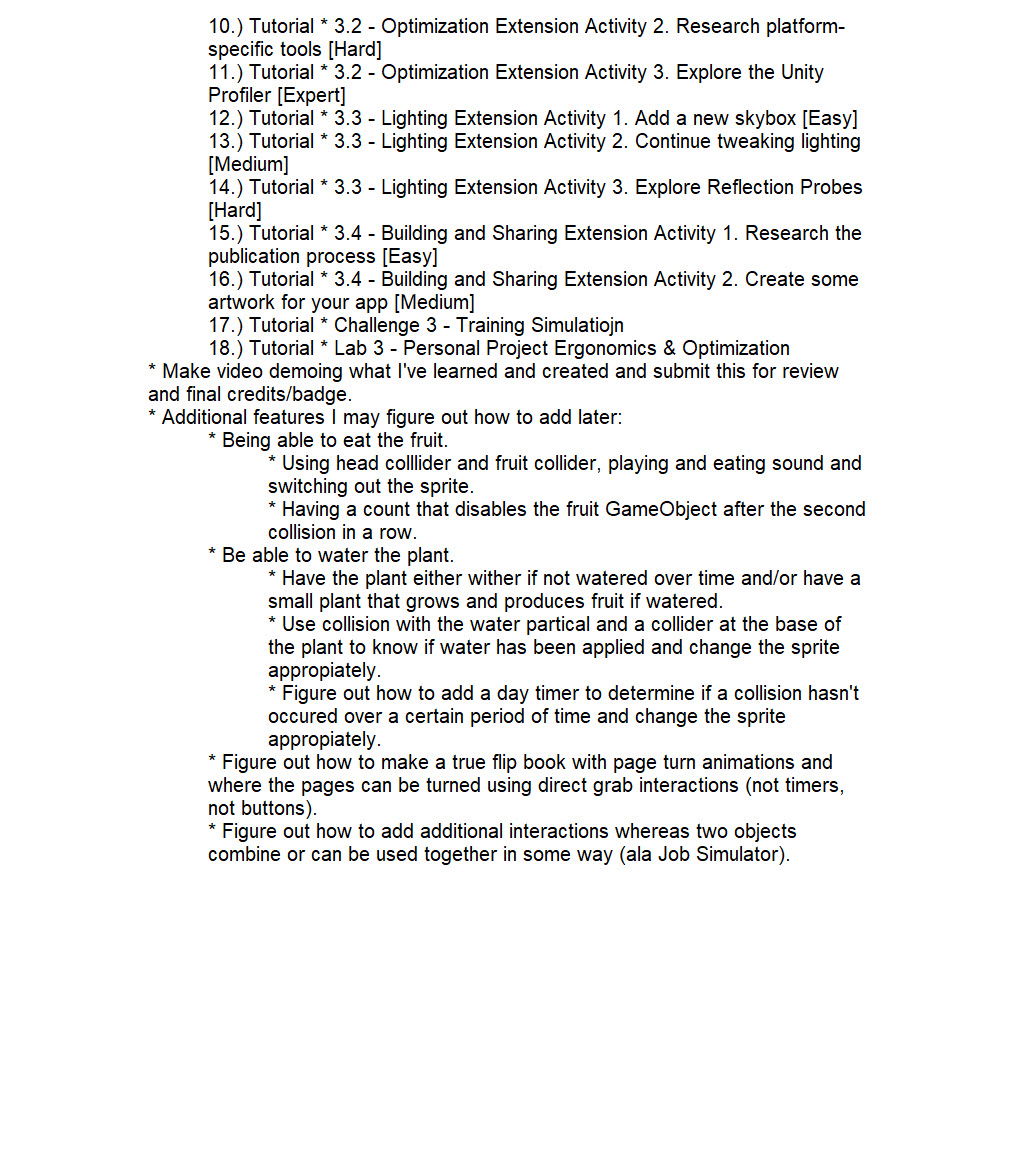 10.) Tutorial * 3.2 - Optimization Extension Activity 2. Research platform-
specific tools [Hard]
11.) Tutorial * 3.2 - Optimization Extension Activity 3. Explore the Unity
Profiler [Expert]
12.) Tutorial * 3.3 - Lighting Extension Activity 1. Add a new skybox [Easy]
13.) Tutorial * 3.3 - Lighting Extension Activity 2. Continue tweaking lighting
[Medium]
14.) Tutorial * 3.3 - Lighting Extension Activity 3. Explore Reflection Probes
[Hard]
15.) Tutorial * 3.4 - Building and Sharing Extension Activity 1. Research the
publication process [Easy]
16.) Tutorial * 3.4 - Building and Sharing Extension Activity 2. Create some
artwork for your app [Medium]
17.) Tutorial * Challenge 3 - Training Simulatiojn
18.) Tutorial * Lab 3 - Personal Project Ergonomics & Optimization
* Make video demoing what I've learned and created and submit this for review
and final credits/badge.
* Additional features I may figure out how to add later:
* Being able to eat the fruit.
* Using head colllider and fruit collider, playing and eating sound and
switching out the sprite.
* Having a count that disables the fruit GameObject after the second
collision in a row.
* Be able to water the plant.
* Have the plant either wither if not watered over time and/or have a
small plant that grows and produces fruit if watered.
* Use collision with the water partical and a collider at the base of
the plant to know if water has been applied and change the sprite
appropiately.
* Figure out how to add a day timer to determine if a collision hasn't
occured over a certain period of time and change the sprite
appropiately.
* Figure out how to make a true flip book with page turn animations and
where the pages can be turned using direct grab interactions (not timers,
not buttons).
* Figure out how to add additional interactions whereas two objects
combine or can be used together in some way (ala Job Simulator).